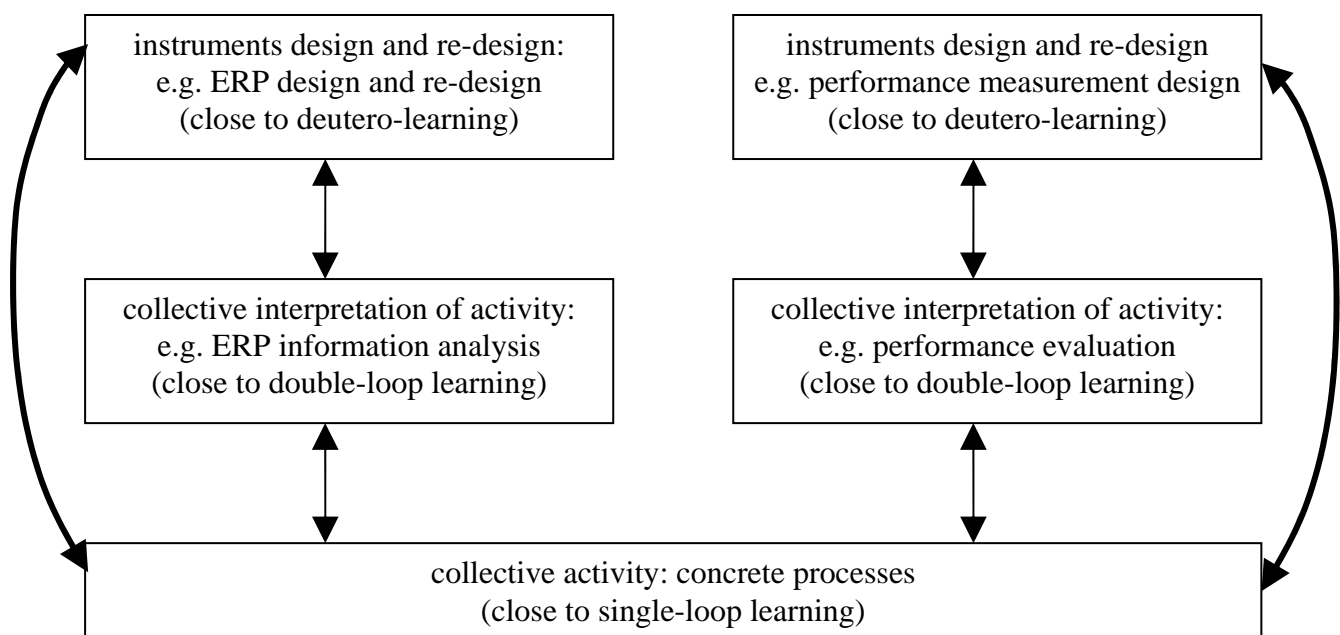 instruments design and re-design:
e.g. ERP design and re-design
(close to deutero-learning)
instruments design and re-design
e.g. performance measurement design
(close to deutero-learning)
collective interpretation of activity:
e.g. ERP information analysis
(close to double-loop learning)
collective interpretation of activity:
e.g. performance evaluation
(close to double-loop learning)
collective activity: concrete processes
(close to single-loop learning)